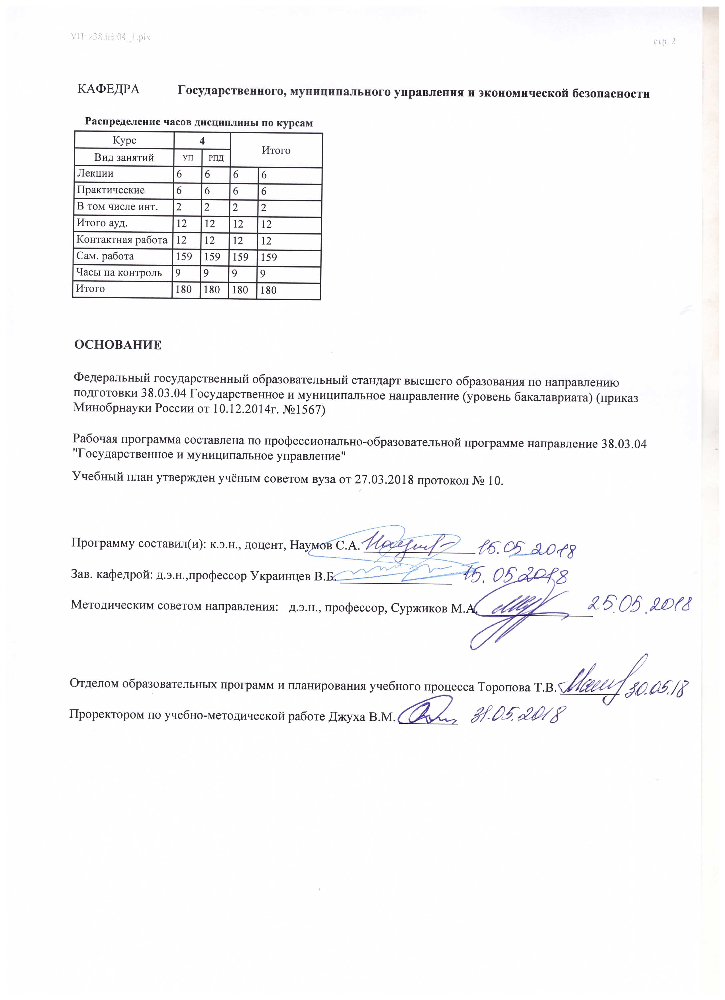 УП: z38.03.04_1.plx
стр. 2
КАФЕДРА Государственного, муниципального управления и экономической безопасности
Распределение часов дисциплины по курсам
Курс 4 Итого
Вид занятий УП РПД
Лекции 6 6 6 6
Практические 6 6 6 6
В том числе инт. 2 2 2 2
Итого ауд. 12 12 12 12
Контактная работа 12 12 12 12
Сам. работа 159 159 159 159
Часы на контроль 9 9 9 9
Итого 180 180 180 180
ОСНОВАНИЕ
Федеральный государственный образовательный стандарт высшего образования по направлению
подготовки 38.03.04 Государственное и муниципальное направление (уровень бакалавриата) (приказ
Минобрнауки России от 10.12.2014г. №1567)
Рабочая программа составлена по профессионально-образовательной программе направление 38.03.04
"Государственное и муниципальное управление"
Учебный план утвержден учёным советом вуза от 27.03.2018 протокол № 10.
Программу составил(и): к.э.н., доцент, Наумов С.А. 15.05.2018
Зав. кафедрой: д.э.н.,профессор Украинцев В.Б. 15.05.2018
Методическим советом направления: д.э.н., профессор, Суржиков М.А. 25.05.2018
Отделом образовательных программ и планирования учебного процесса Торопова Т.В. 30.05.18
Проректором по учебно-методической работе Джуха В.М. 31.05.2018